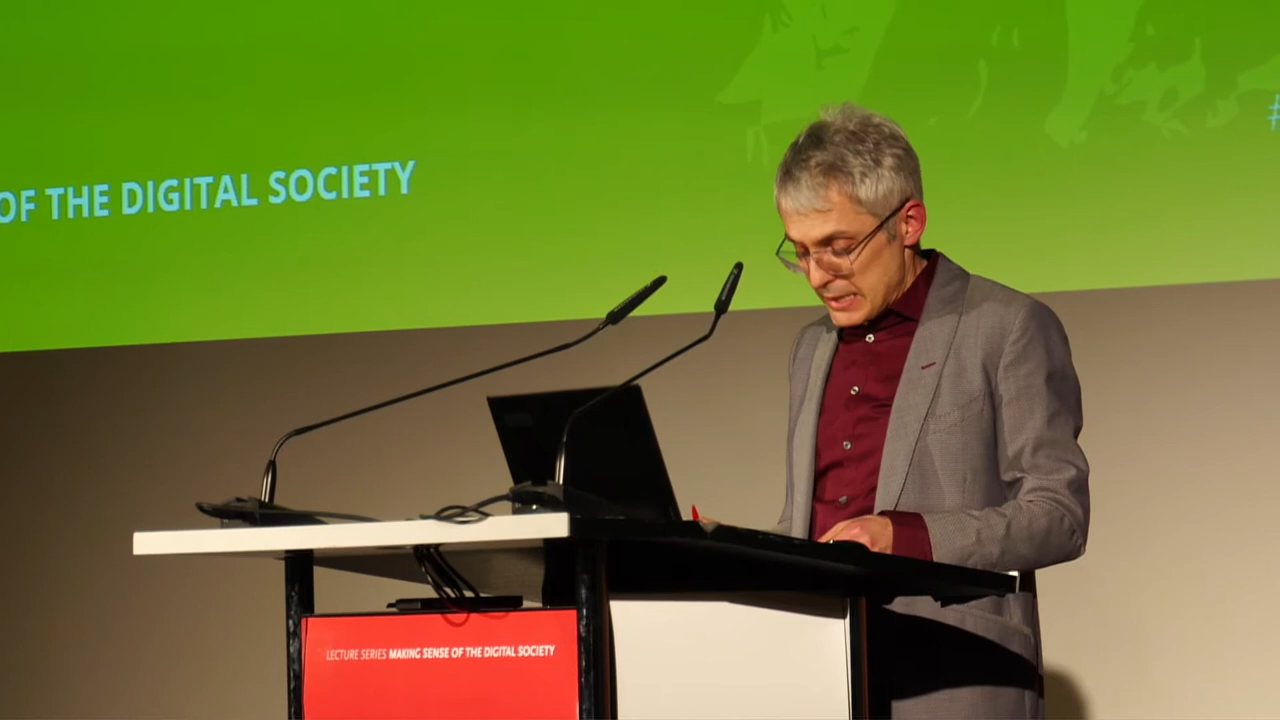 OF THE DIGITAL SOCIETY
#
LECTURE SERIES MAKING SENSE OF THE DIGITAL SOCIETY